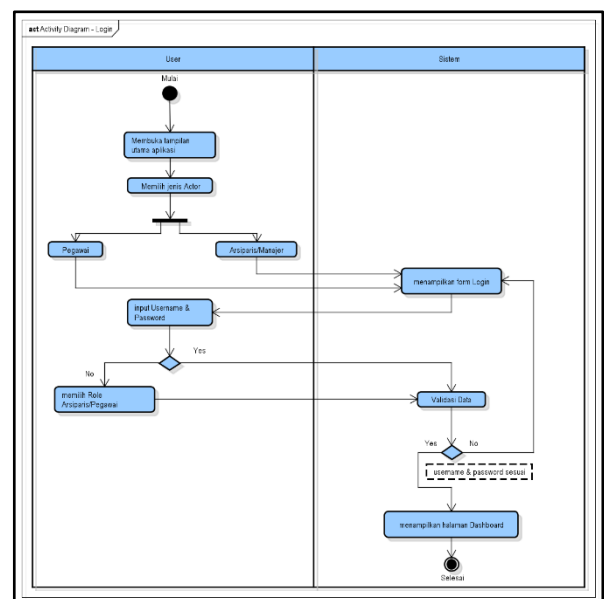 act Activity Diagram - Login
User
Sistem
Mulai
Membuka tampilan
utama aplikasi
Memilih jenis Actor
Pegawai
Arsiparis/Manajer
menampilkan form Login
input Username &
Password
Yes
No
memilih Role
Arsiparis/Pegawai
Validasi Data
Yes
No
username & password sesuai
menampilkan halaman Dashboard
Selesai